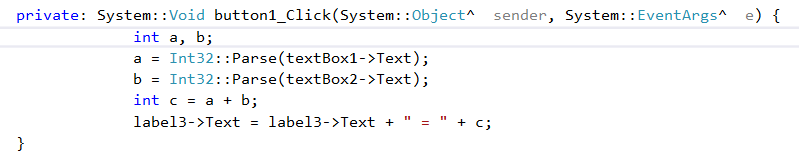 private: System::Void button1_Click(System::Object^  sender, System::EventArgs^  e) {
int a, b;
a = Int32::Parse(textBox1->Text);
b = Int32::Parse(textBox2->Text);
int c = a + b;
label3->Text = label3->Text + " = " + c;
}